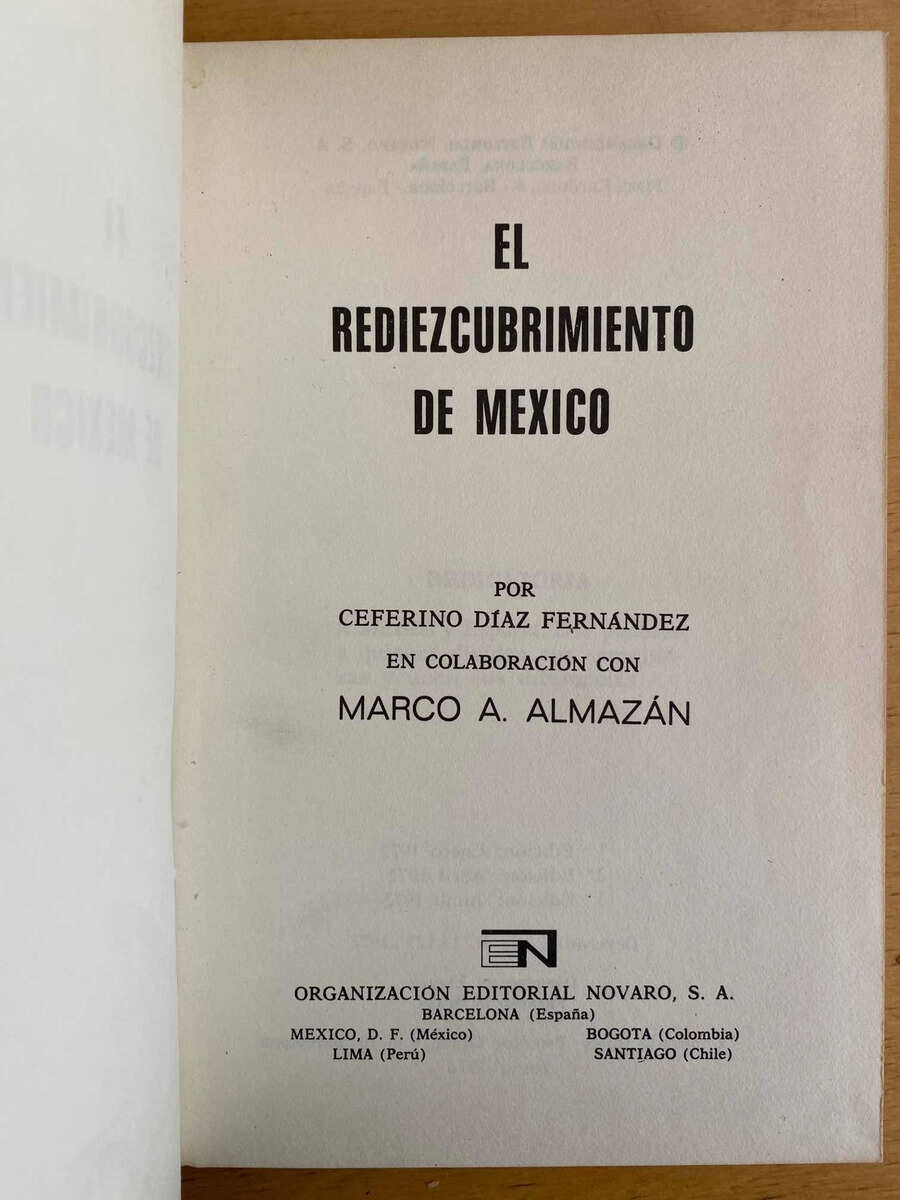 EL
REDIEZCUBRIMIENTO
DE MEXICO
POR
CEFERINO DÍAZ FERNÁNDEZ
EN COLABORACIÓN CON
MARCO A. ALMAZÁN
EN
ORGANIZACIÓN EDITORIAL NOVARO, S. A.
BARCELONA (España)
MEXICO, D. F. (México) BOGOTA (Colombia)
LIMA (Perú) SANTIAGO (Chile)